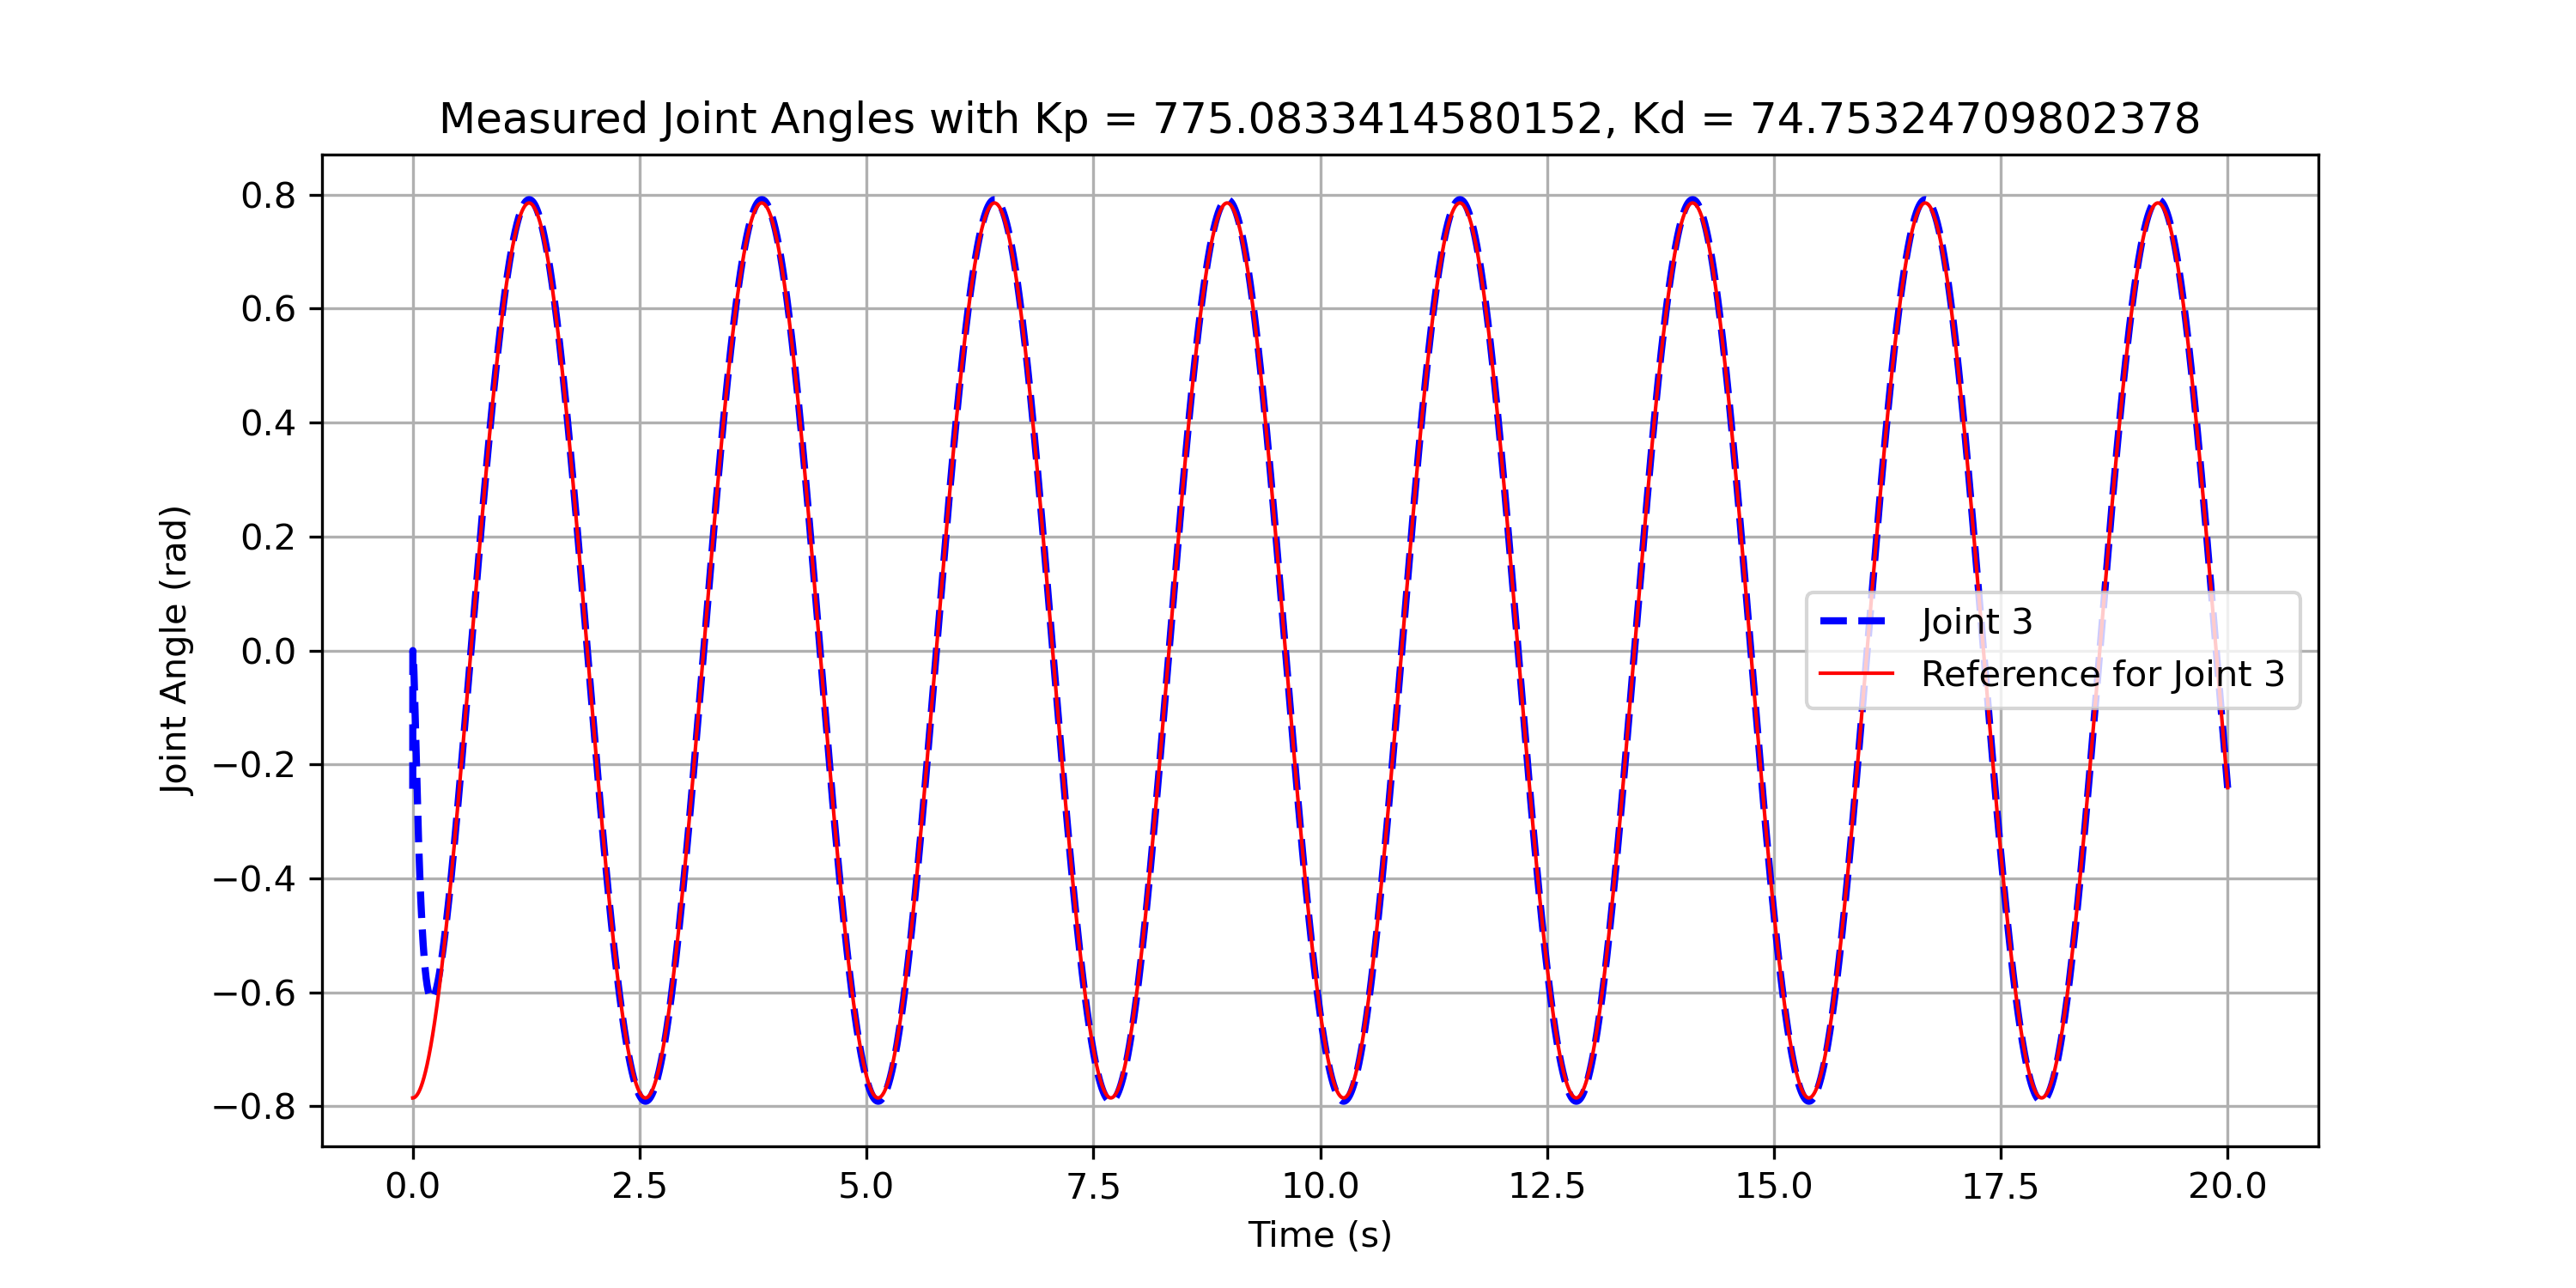 Measured Joint Angles with Kp = 775.0833414580152, Kd = 74.75324709802378
Joint Angle (rad)
0.8
0.6
0.4
0.2
0.0
−0.2
−0.4
−0.6
−0.8
Joint 3
Reference for Joint 3
0.0 2.5 5.0 7.5 10.0 12.5 15.0 17.5 20.0
Time (s)